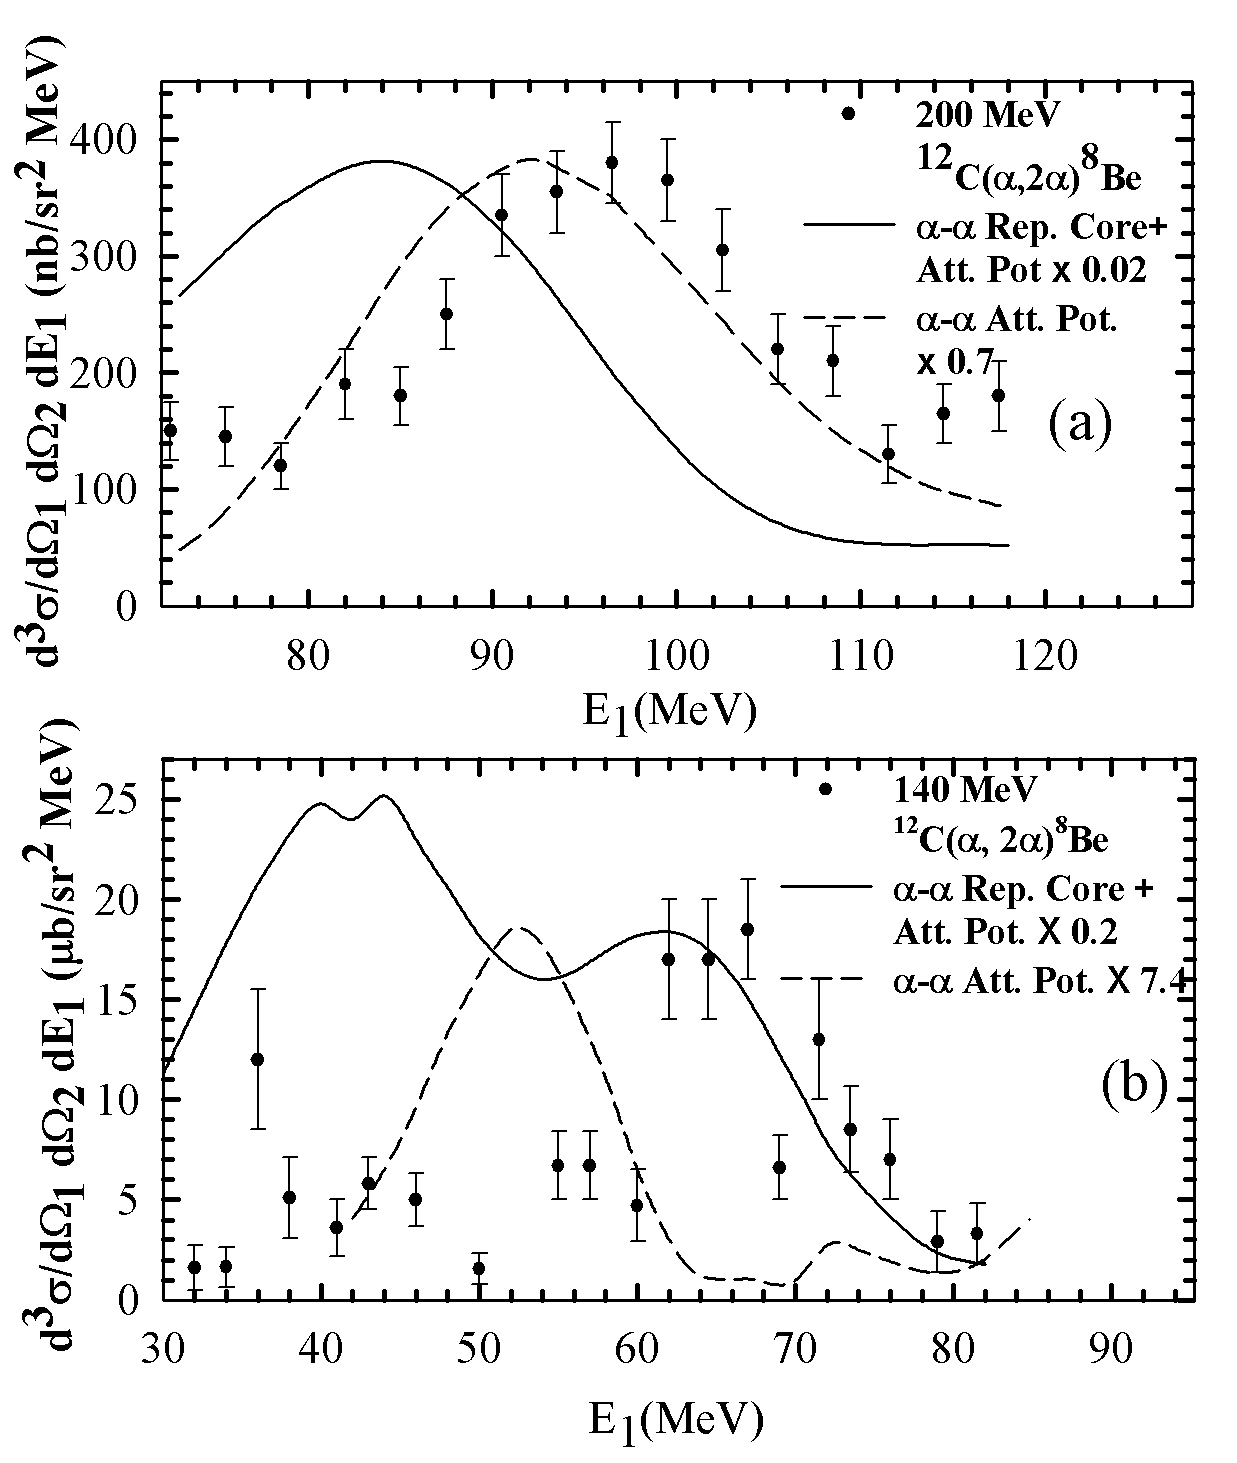 d³σ/dΩ₁ dΩ₂ dE₁ (nb/sr² MeV)
400
300
200
100
0
200 MeV
¹²C(α,2α)⁸Be
α-α Rep. Core+
Att. Pot x 0.02
α-α Att. Pot.
x 0.7
(a)
80 90 100 110 120
E₁(MeV)
d³σ/dΩ₁ dΩ₂ dE₁ (μb/sr² MeV)
25
20
15
10
5
0
140 MeV
¹²C(α, 2α)⁸Be
α-α Rep. Core +
Att. Pot. X 0.2
α-α Att. Pot. X 7.4
(b)
30 40 50 60 70 80 90
E₁(MeV)